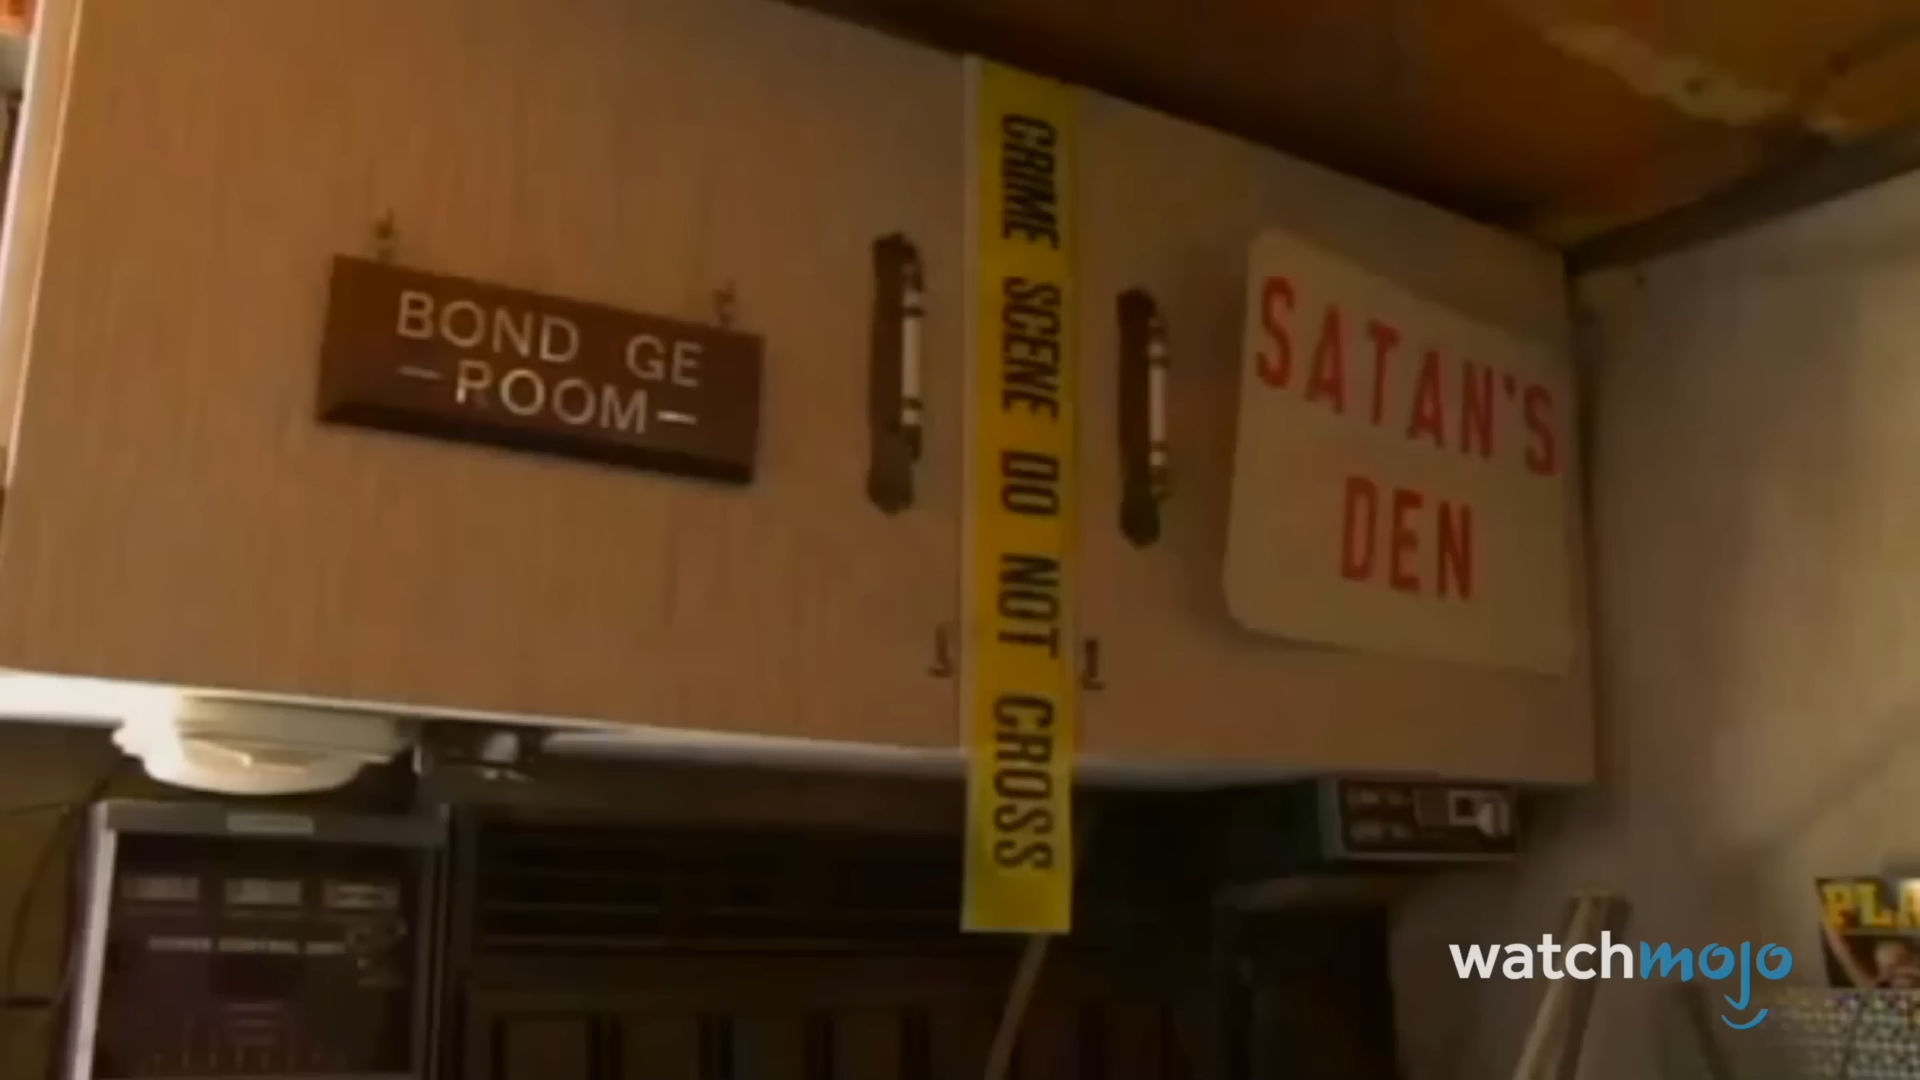 BOND GE
-ROOM-
CRIME SCENE DO NOT CROSS
SATAN'S
DEN
watchmojo